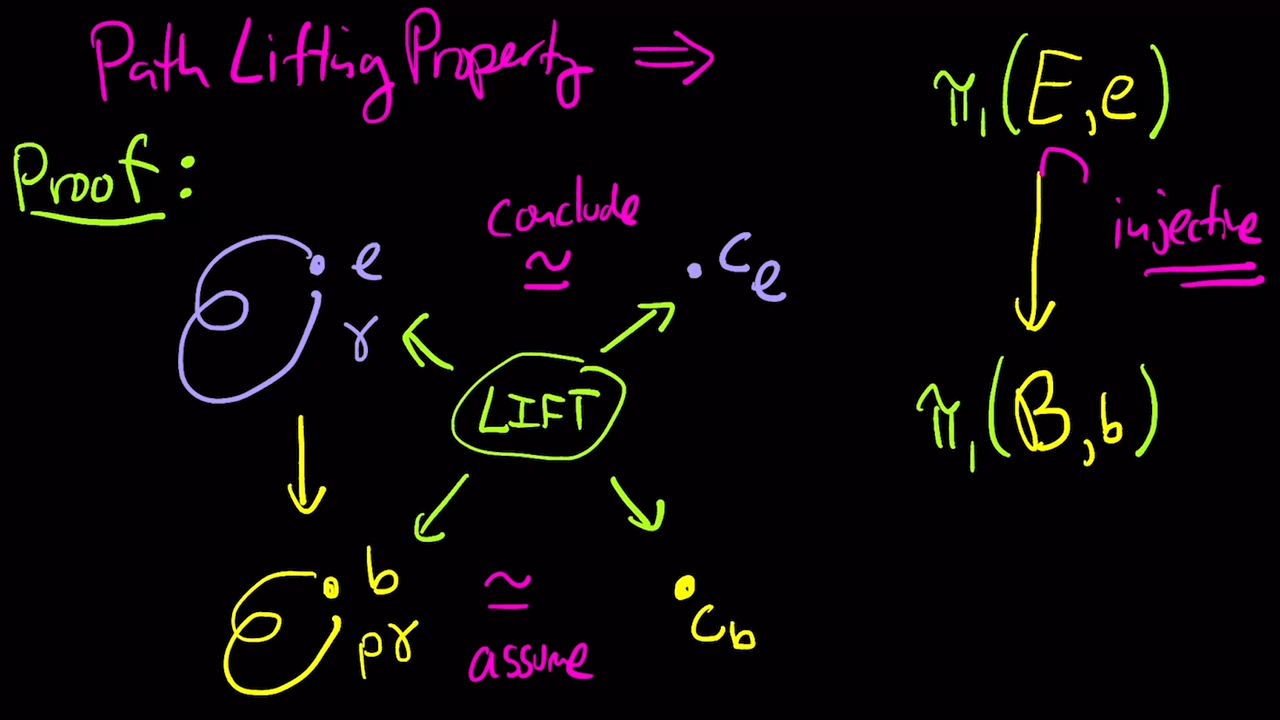 Path Lifting Property ⇒
π₁(E,e)
Proof:
conclude
injective
e
≃
c_e
γ
LIFT
π₁(B,b)
b
≃
pγ
c_b
assume